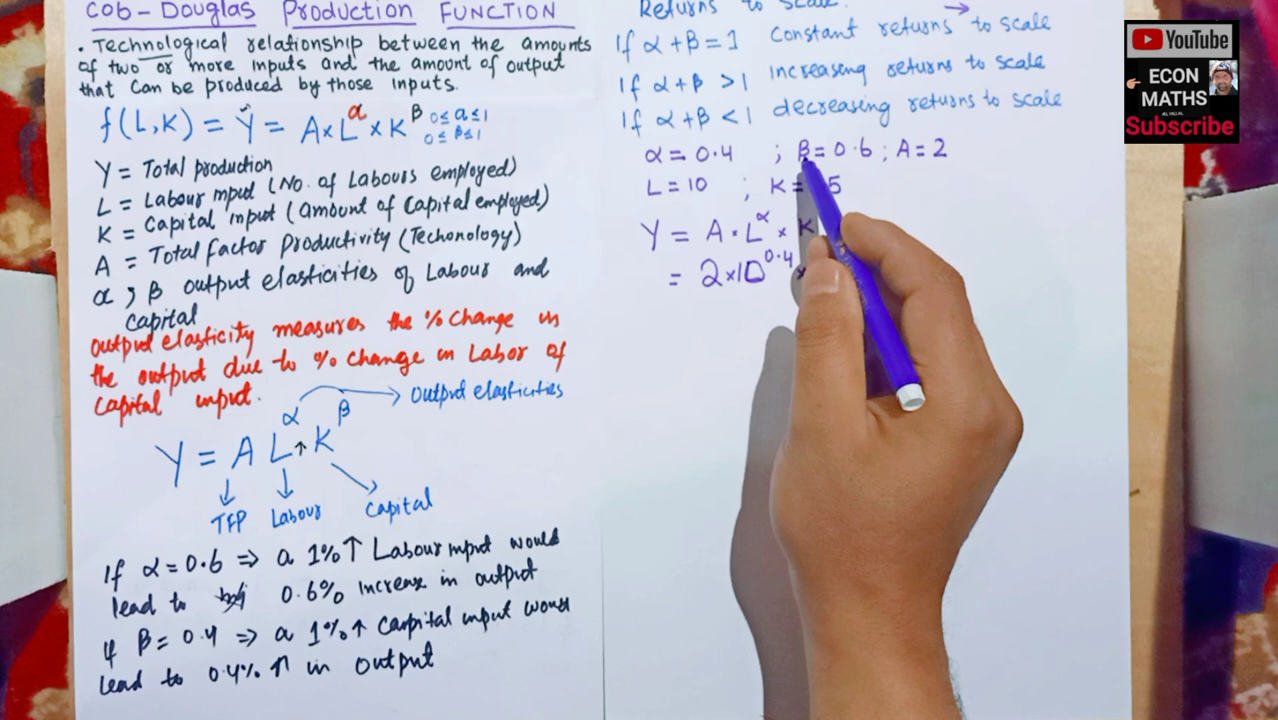 Cob-Douglas Production FUNCTION
. Technological relationship between the amounts
of two or more inputs and the amount of output
that can be produced by those inputs.
f(L,K) = Y = A×L^α×K^β 0≤α≤1
0≤β≤1
Y = Total production
L = Labour Input (No. of Labours employed)
K = Capital Input (Amount of Capital employed)
A = Total factor Productivity (Techonology)
α ; β output elasticities of Labour and
Capital
Output elasticity measures the % change in
the output due to % change in Labor of
Capital input.
Output elasticities
Y = A L^α ↑ K^β
TFP Labour Capital
If α = 0.6 ⇒ a 1%↑ Labour input would
lead to 0.6% increase in output
If β = 0.4 ⇒ a 1%↑ Carpital input would
lead to 0.4% ↑ in output
Returns to scale.
If α+β=1 Constant returns to scale
If α+β >1 Increasing returns to scale
If α+β <1 decreasing returns to scale
α = 0.4 ; β = 0.6 ; A = 2
L = 10 ; K = 5
Y = A.L^α × K
= 2×10^0.4 ×
YouTube
ECON
MATHS
Subscribe